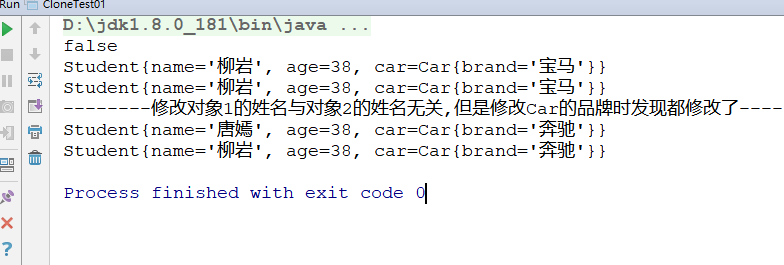 Run CloneTest01
D:\jdk1.8.0_181\bin\java ...
false
Student{name='柳岩', age=38, car=Car{brand='宝马'}}
Student{name='柳岩', age=38, car=Car{brand='宝马'}}
--------修改对象1的姓名与对象2的姓名无关,但是修改Car的品牌时发现都修改了----
Student{name='唐嫣', age=38, car=Car{brand='奔驰'}}
Student{name='柳岩', age=38, car=Car{brand='奔驰'}}
Process finished with exit code 0